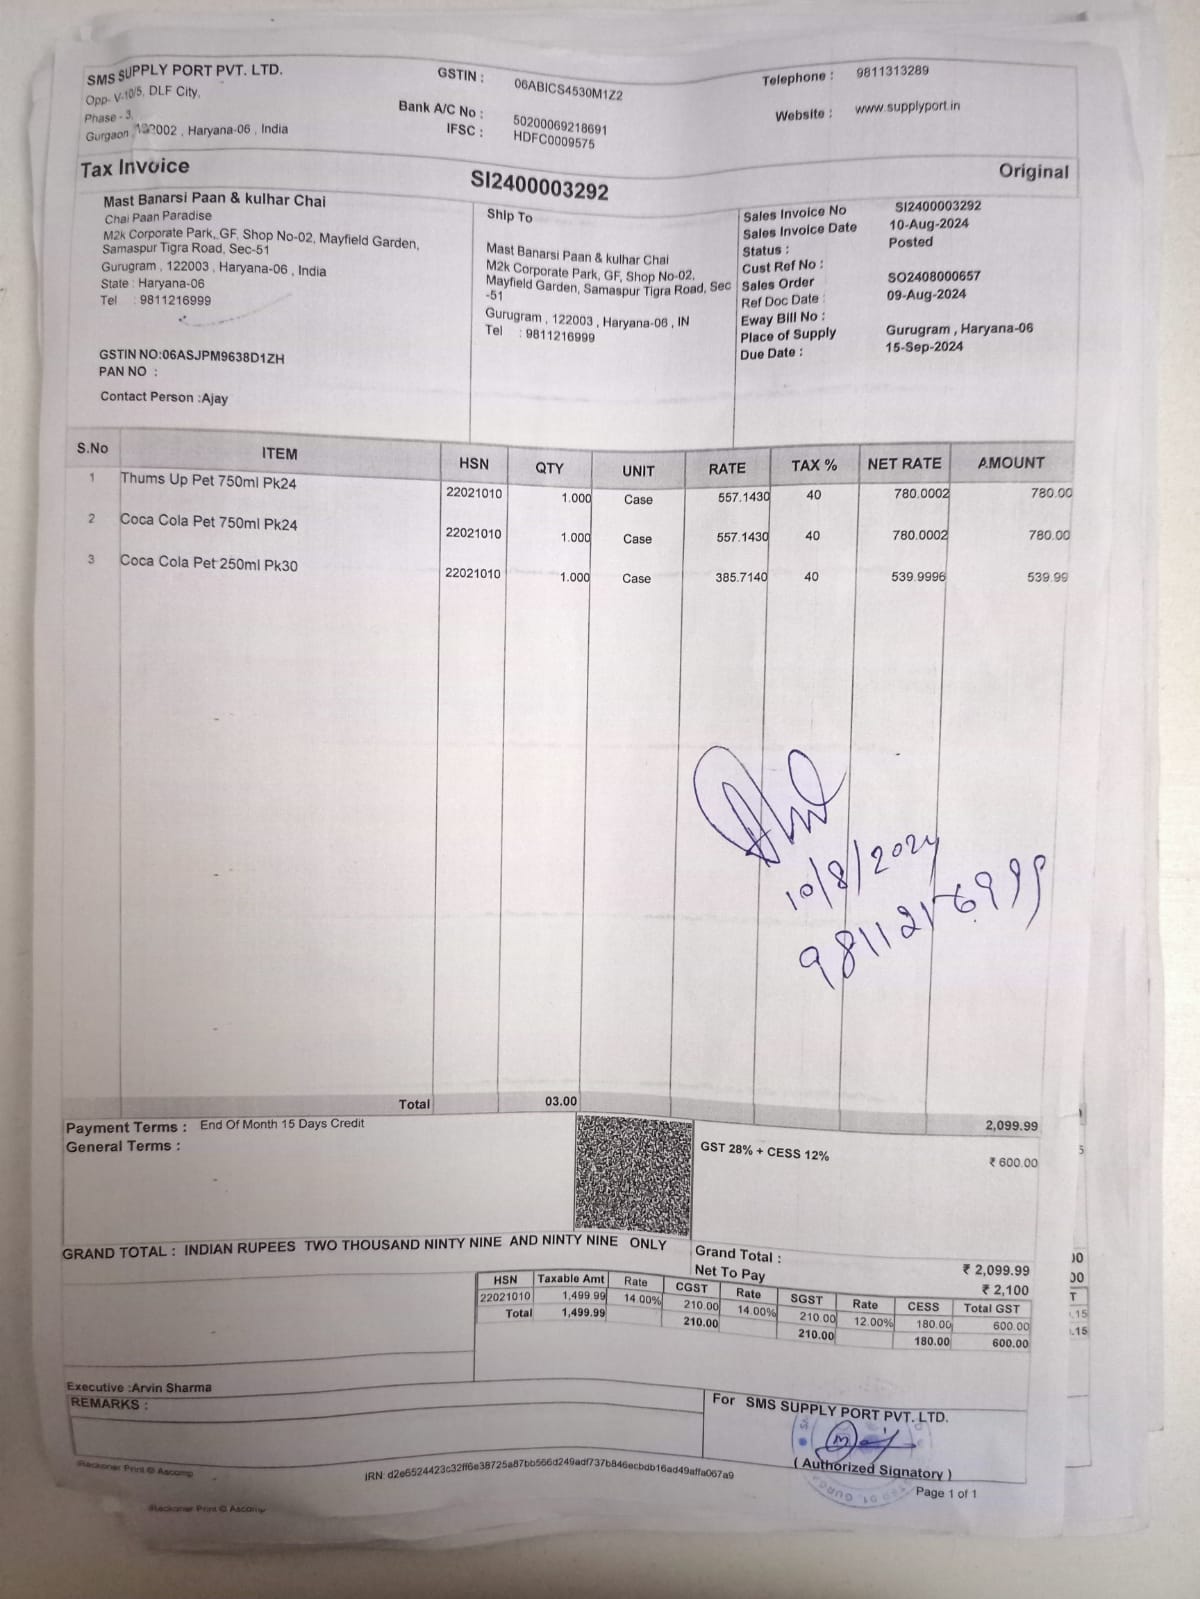 SMS SUPPLY PORT PVT. LTD.
Opp- V-10/5, DLF City,
Phase - 3,
Gurgaon , 122002 , Haryana-06 , India
GSTIN : 06ABICS4530M1Z2
Bank A/C No : 50200069218691
IFSC : HDFC0009575
Telephone : 9811313289
Website : www.supplyport.in
Tax Invoice
SI2400003292
Original
Mast Banarsi Paan & kulhar Chai
Chai Paan Paradise
M2k Corporate Park, GF, Shop No-02, Mayfield Garden,
Samaspur Tigra Road, Sec-51
Gurugram , 122003 , Haryana-06 , India
State : Haryana-06
Tel : 9811216999
GSTIN NO:06ASJPM9638D1ZH
PAN NO :
Contact Person :Ajay
Ship To
Mast Banarsi Paan & kulhar Chai
M2k Corporate Park, GF, Shop No-02,
Mayfield Garden, Samaspur Tigra Road, Sec
-51
Gurugram , 122003 , Haryana-06 , IN
Tel : 9811216999
Sales Invoice No SI2400003292
Sales Invoice Date 10-Aug-2024
Status : Posted
Cust Ref No :
Sales Order SO2408000657
Ref Doc Date : 09-Aug-2024
Eway Bill No :
Place of Supply Gurugram , Haryana-06
Due Date : 15-Sep-2024
S.No ITEM HSN QTY UNIT RATE TAX % NET RATE AMOUNT
1 Thums Up Pet 750ml Pk24 22021010 1.000 Case 557.1430 40 780.0002 780.00
2 Coca Cola Pet 750ml Pk24 22021010 1.000 Case 557.1430 40 780.0002 780.00
3 Coca Cola Pet 250ml Pk30 22021010 1.000 Case 385.7140 40 539.9996 539.99
10/8/2024
9811216999
Total 03.00 2,099.99
Payment Terms : End Of Month 15 Days Credit
General Terms :
GST 28% + CESS 12% ₹ 600.00
GRAND TOTAL : INDIAN RUPEES TWO THOUSAND NINTY NINE AND NINTY NINE ONLY
Grand Total : ₹ 2,099.99
Net To Pay ₹ 2,100
HSN Taxable Amt Rate CGST Rate SGST Rate CESS Total GST
22021010 1,499.99 14.00% 210.00 14.00% 210.00 12.00% 180.00 600.00
Total 1,499.99 210.00 210.00 180.00 600.00
Executive :Arvin Sharma
REMARKS :
For SMS SUPPLY PORT PVT. LTD.
( Authorized Signatory )
iReckoner Print © Ascomp
IRN: d2e6524423c32ff6e38725a87bb566d249adf737b846ecbdb16ad49affa067a9
Page 1 of 1
iReckoner Print © Ascomp